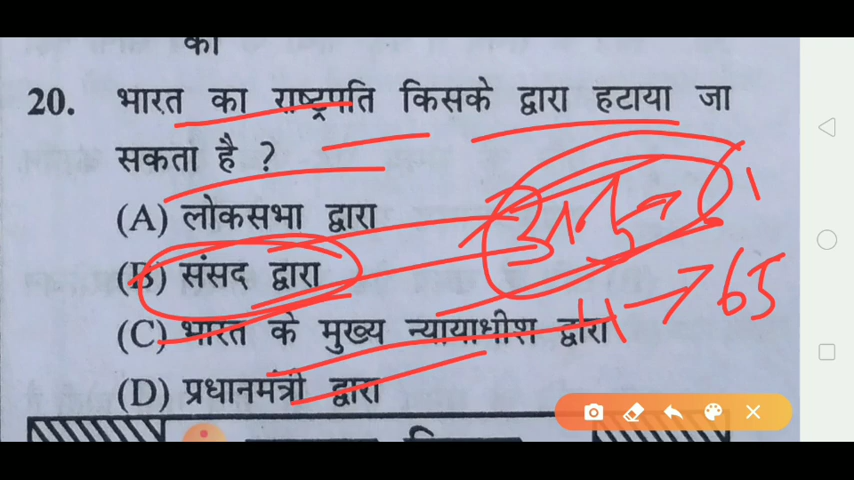 को
20. भारत का राष्ट्रपति किसके द्वारा हटाया जा
सकता है ?
(A) लोकसभा द्वारा
(B) संसद द्वारा
(C) भारत के मुख्य न्यायाधीश द्वारा
(D) प्रधानमंत्री द्वारा
65